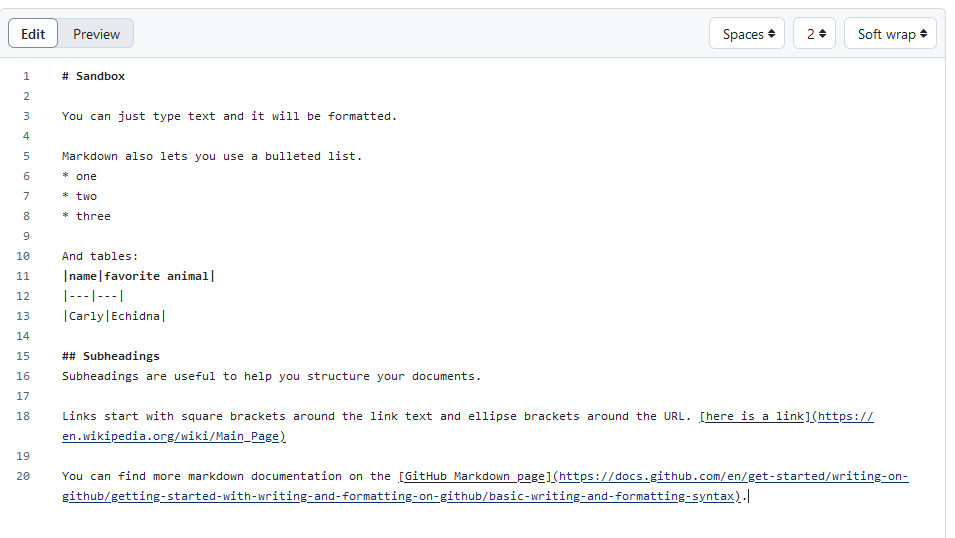 Edit Preview Spaces 2 Soft wrap
1 # Sandbox
2
3 You can just type text and it will be formatted.
4
5 Markdown also lets you use a bulleted list.
6 * one
7 * two
8 * three
9
10 And tables:
11 |name|favorite animal|
12 |---|---|
13 |Carly|Echidna|
14
15 ## Subheadings
16 Subheadings are useful to help you structure your documents.
17
18 Links start with square brackets around the link text and ellipse brackets around the URL. [here is a link](https://
en.wikipedia.org/wiki/Main_Page)
19
20 You can find more markdown documentation on the [GitHub Markdown page](https://docs.github.com/en/get-started/writing-on-
github/getting-started-with-writing-and-formatting-on-github/basic-writing-and-formatting-syntax).